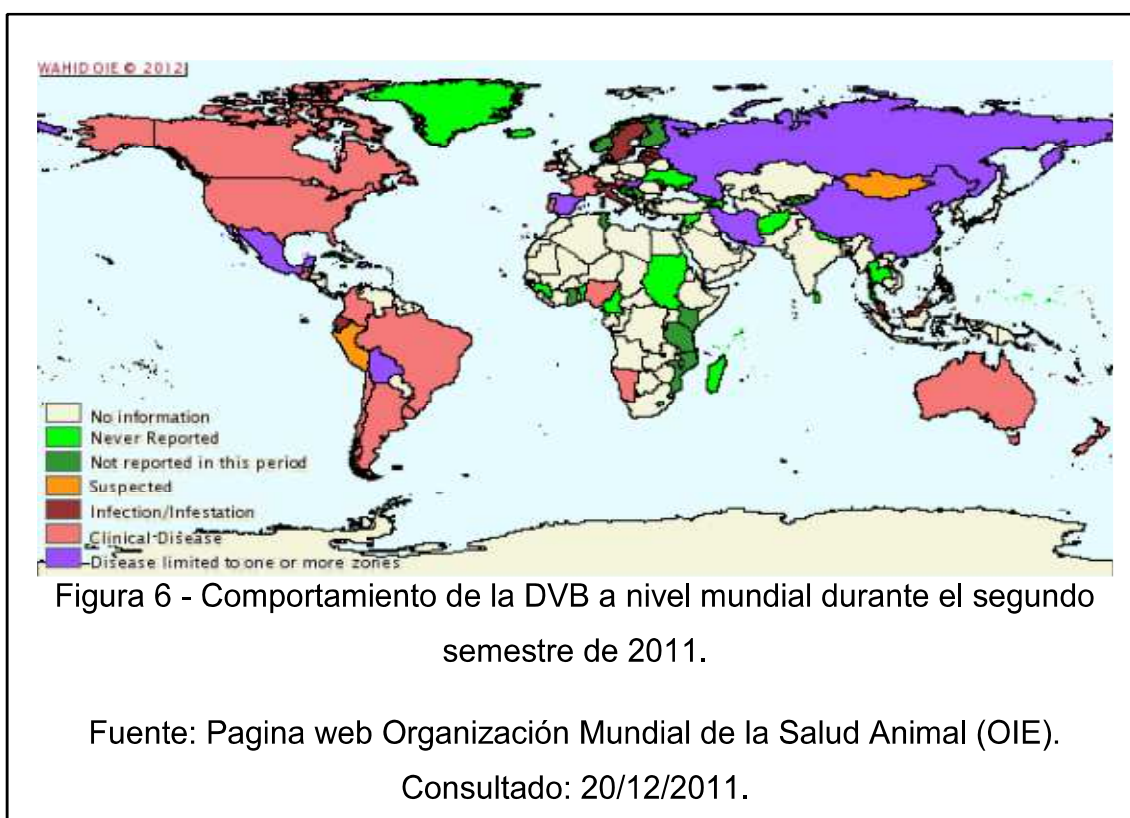 WAHID OIE © 2012
No information
Never Reported
Not reported in this period
Suspected
Infection/Infestation
Clinical Disease
Disease limited to one or more zones
Figura 6 - Comportamiento de la DVB a nivel mundial durante el segundo
semestre de 2011.
Fuente: Pagina web Organización Mundial de la Salud Animal (OIE).
Consultado: 20/12/2011.